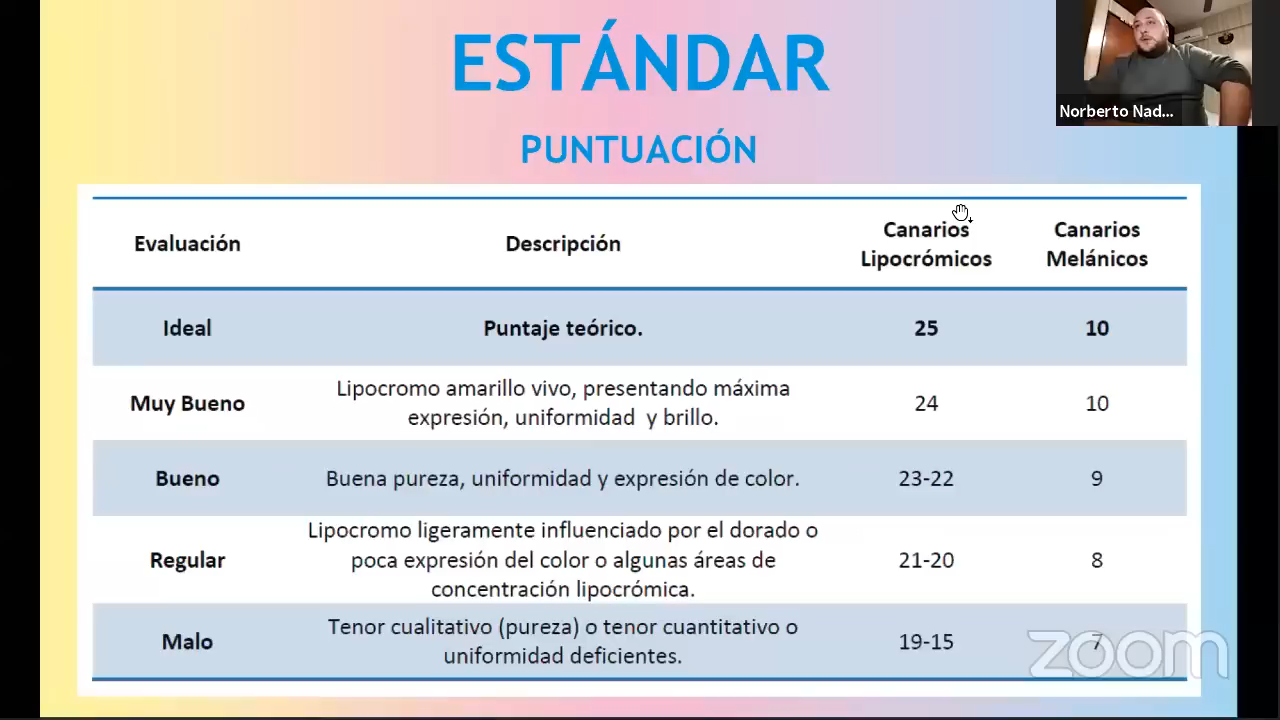 ESTÁNDAR
Norberto Nad...
PUNTUACIÓN
Evaluación
Descripción
Canarios
Lipocrómicos
Canarios
Melánicos
Ideal
Puntaje teórico.
25
10
Muy Bueno
Lipocromo amarillo vivo, presentando máxima
expresión, uniformidad y brillo.
24
10
Bueno
Buena pureza, uniformidad y expresión de color.
23-22
9
Regular
Lipocromo ligeramente influenciado por el dorado o
poca expresión del color o algunas áreas de
concentración lipocrómica.
21-20
8
Malo
Tenor cualitativo (pureza) o tenor cuantitativo o
uniformidad deficientes.
19-15
7
zoom